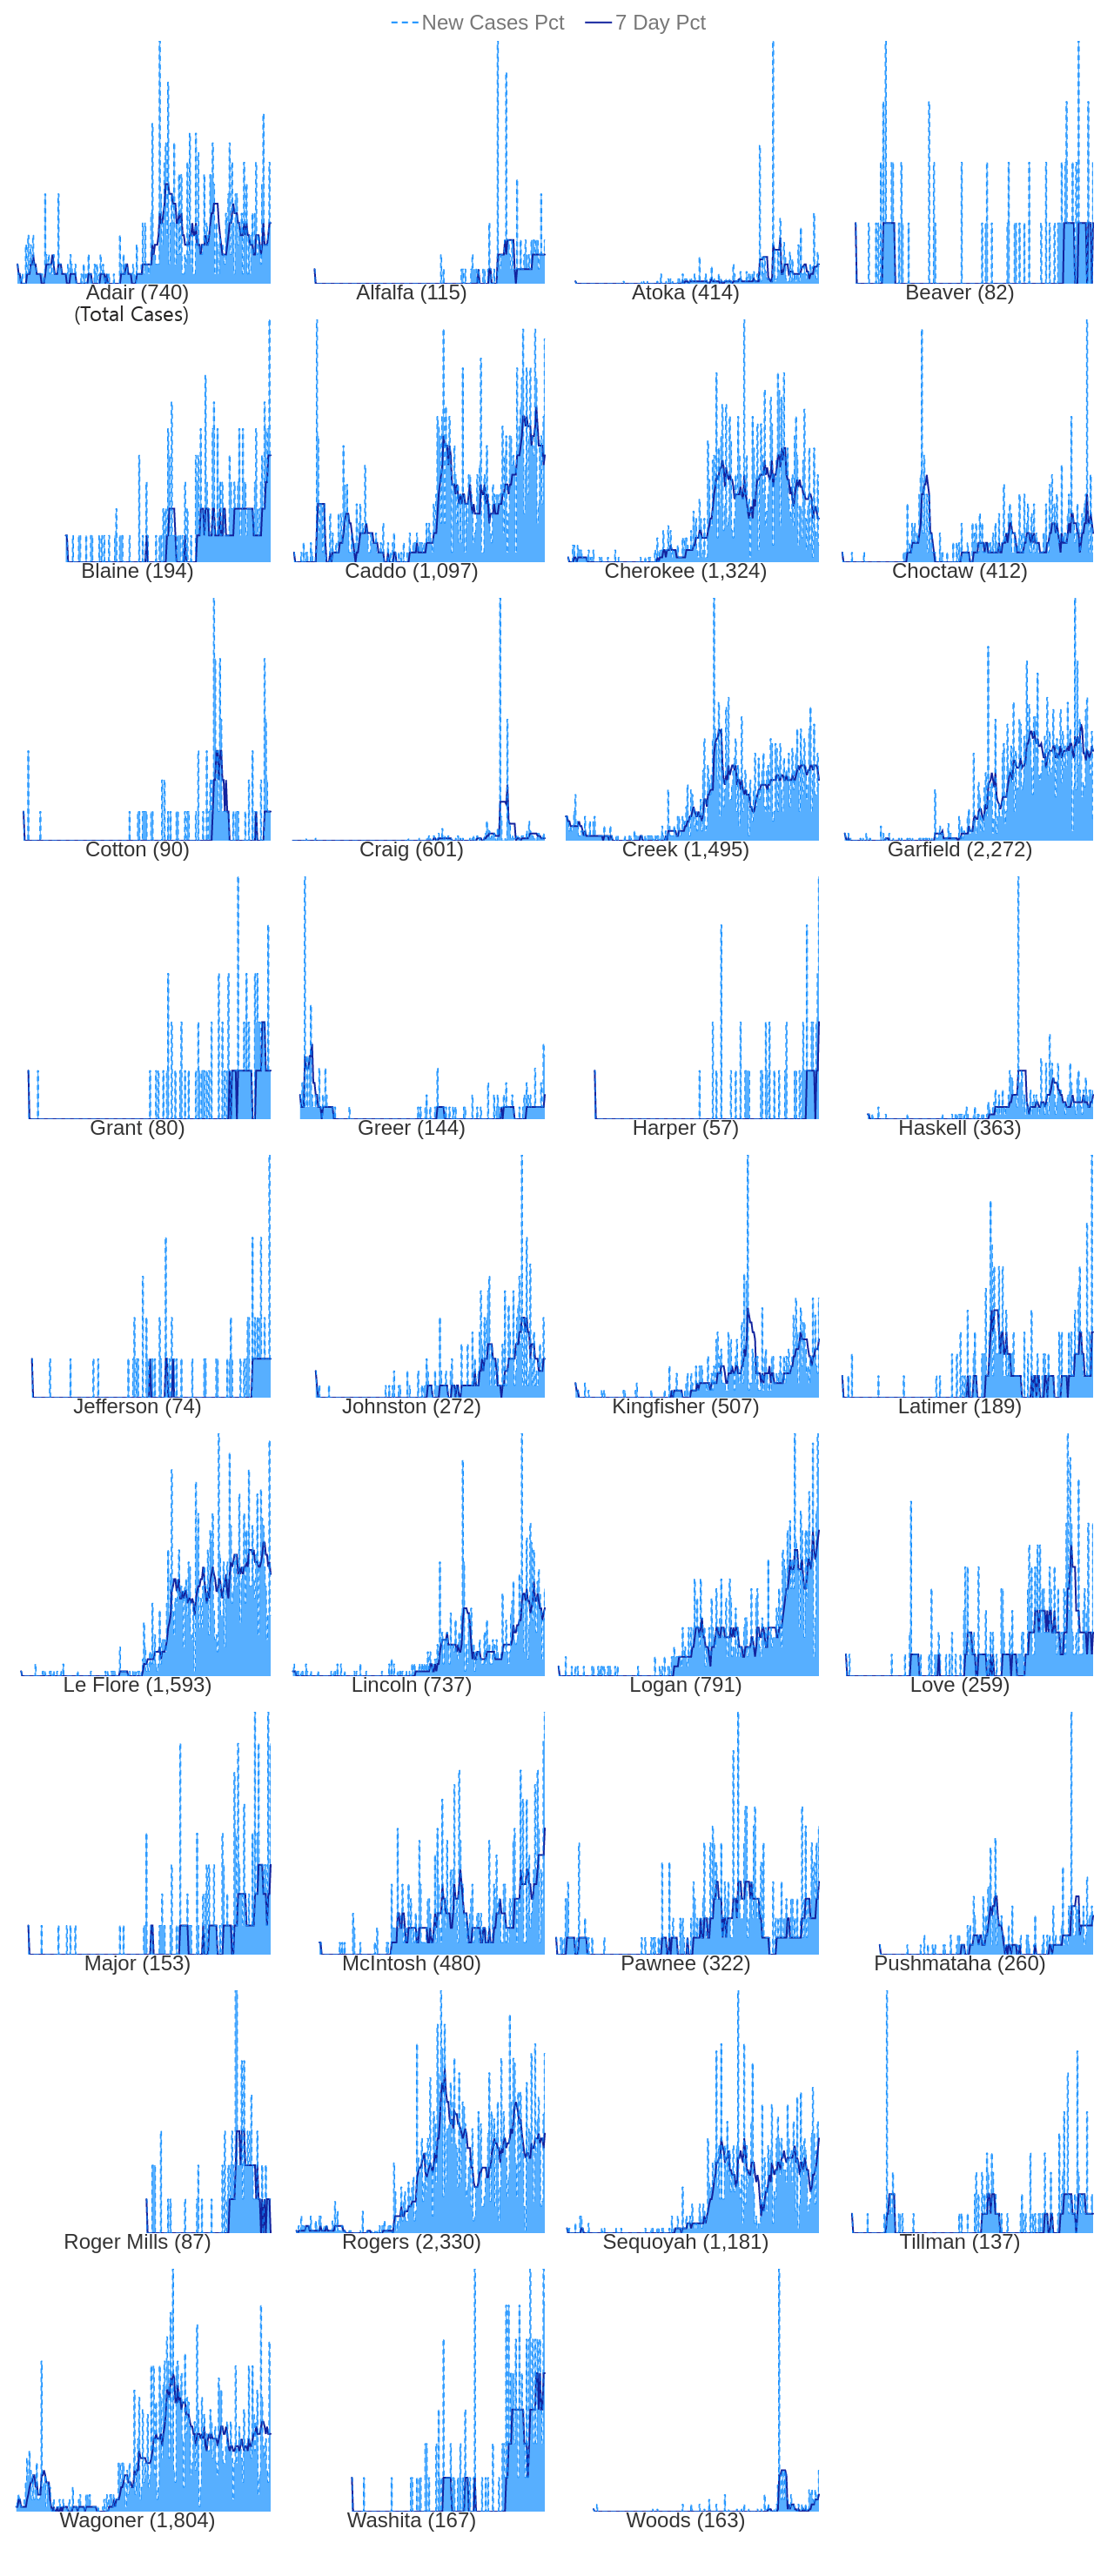 New Cases Pct 7 Day Pct
Adair (740) Alfalfa (115) Atoka (414) Beaver (82)
(Total Cases)
Blaine (194) Caddo (1,097) Cherokee (1,324) Choctaw (412)
Cotton (90) Craig (601) Creek (1,495) Garfield (2,272)
Grant (80) Greer (144) Harper (57) Haskell (363)
Jefferson (74) Johnston (272) Kingfisher (507) Latimer (189)
Le Flore (1,593) Lincoln (737) Logan (791) Love (259)
Major (153) McIntosh (480) Pawnee (322) Pushmataha (260)
Roger Mills (87) Rogers (2,330) Sequoyah (1,181) Tillman (137)
Wagoner (1,804) Washita (167) Woods (163)